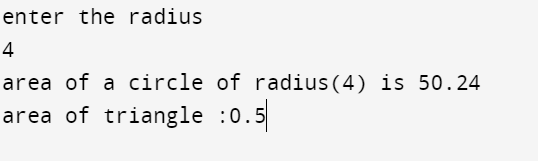 enter the radius
4
area of a circle of radius(4) is 50.24
area of triangle :0.5